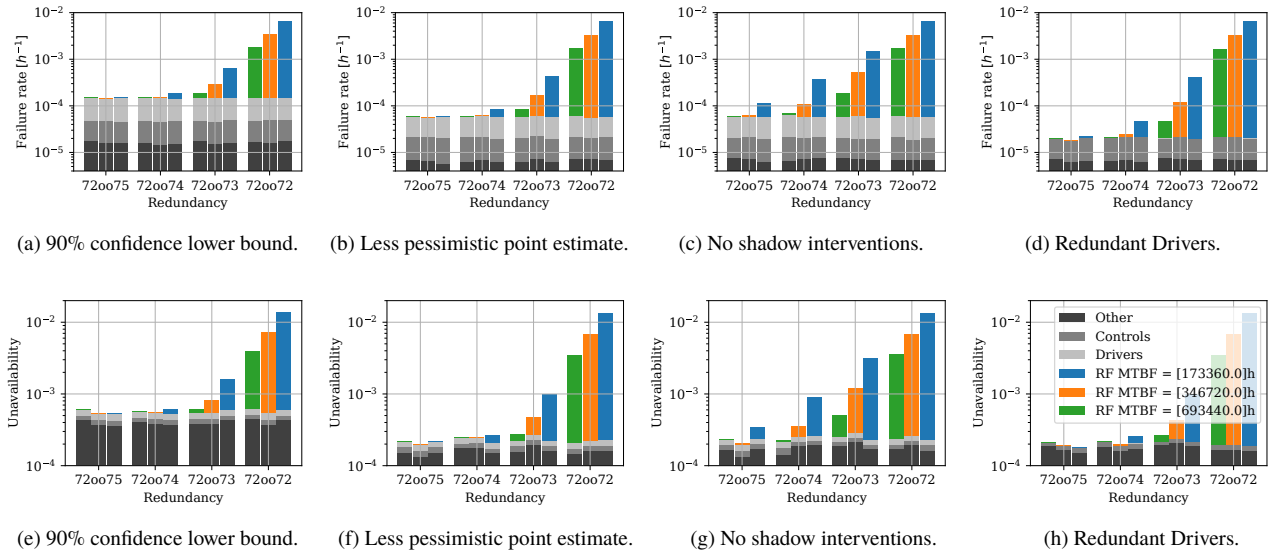 Failure rate [h⁻¹]
10⁻²
10⁻³
10⁻⁴
10⁻⁵
72oo75 72oo74 72oo73 72oo72
Redundancy
(a) 90% confidence lower bound.
Failure rate [h⁻¹]
10⁻²
10⁻³
10⁻⁴
10⁻⁵
72oo75 72oo74 72oo73 72oo72
Redundancy
(b) Less pessimistic point estimate.
Failure rate [h⁻¹]
10⁻²
10⁻³
10⁻⁴
10⁻⁵
72oo75 72oo74 72oo73 72oo72
Redundancy
(c) No shadow interventions.
Failure rate [h⁻¹]
10⁻²
10⁻³
10⁻⁴
10⁻⁵
72oo75 72oo74 72oo73 72oo72
Redundancy
(d) Redundant Drivers.
Unavailability
10⁻²
10⁻³
10⁻⁴
72oo75 72oo74 72oo73 72oo72
Redundancy
(e) 90% confidence lower bound.
Unavailability
10⁻²
10⁻³
10⁻⁴
72oo75 72oo74 72oo73 72oo72
Redundancy
(f) Less pessimistic point estimate.
Unavailability
10⁻²
10⁻³
10⁻⁴
72oo75 72oo74 72oo73 72oo72
Redundancy
(g) No shadow interventions.
Unavailability
10⁻²
10⁻³
10⁻⁴
Other
Controls
Drivers
RF MTBF = [173360.0]h
RF MTBF = [346720.0]h
RF MTBF = [693440.0]h
72oo75 72oo74 72oo73 72oo72
Redundancy
(h) Redundant Drivers.